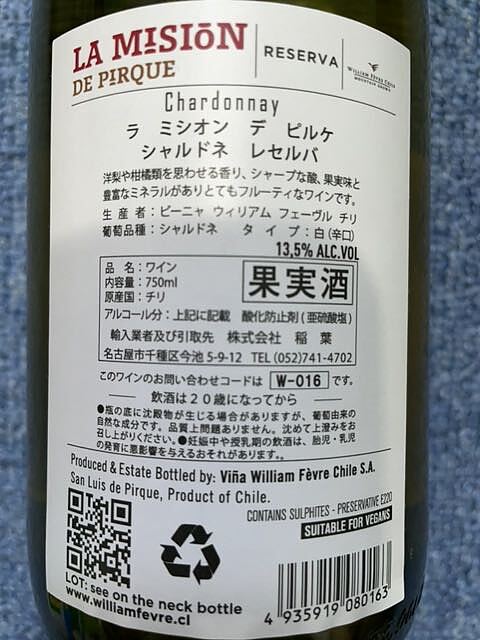 LA MISIōN
DE PIRQUE
RESERVA
WILLIAM FÈVRE CHILE
MOUNTAIN GROWN
Chardonnay
ラ ミシオン デ ピルケ
シャルドネ レセルバ
洋梨や柑橘類を思わせる香り、シャープな酸、果実味と
豊富なミネラルがありとてもフルーティなワインです。
生 産 者：ビーニャ ウィリアム フェーヴル チリ
葡萄品種：シャルドネ タ イ プ：白（辛口）
13,5% ALC.VOL
品 名：ワイン
内容量：750ml
原産国：チリ
果実酒
アルコール分：上記に記載 酸化防止剤（亜硫酸塩）
輸入業者及び引取先 株式会社 稲 葉
名古屋市千種区今池 5-9-12 TEL (052)741-4702
このワインのお問い合わせコードは W-016 です。
飲酒は２０歳になってから
●瓶の底に沈殿物が生じる場合がありますが、葡萄由来の
自然な成分です。品質上問題ありません。沈めて上澄みをお
召し上がりください。●妊娠中や授乳期の飲酒は、胎児・乳児
の発育に悪影響を与えるおそれがあります。
Produced & Estate Bottled by: Viña William Fèvre Chile S.A.
San Luis de Pirque, Product of Chile.
CONTAINS SULPHITES - PRESERVATIVE E220
SUITABLE FOR VEGANS
LOT: see on the neck bottle
www.williamfevre.cl
4 935919 080163